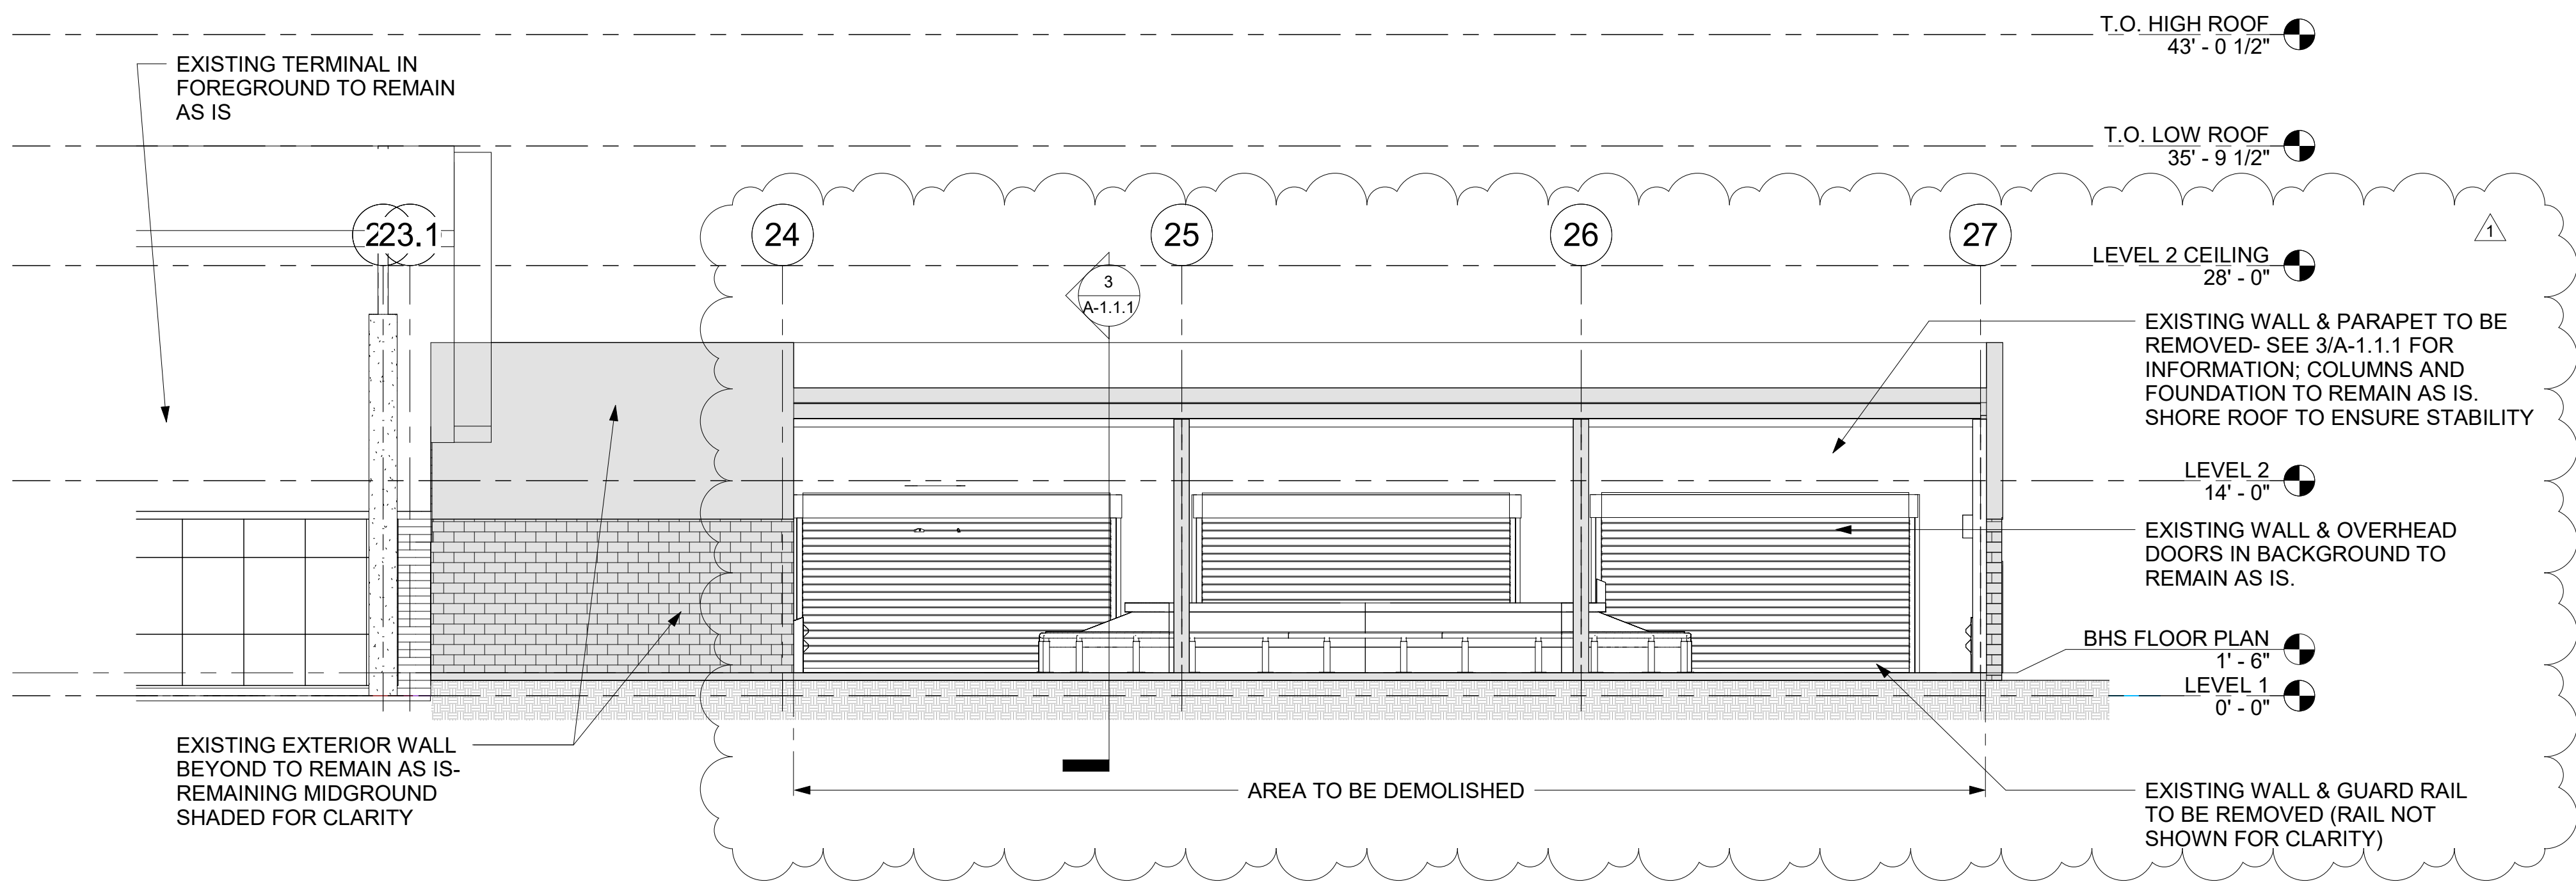 T.O. HIGH ROOF
43' - 0 1/2"
EXISTING TERMINAL IN
FOREGROUND TO REMAIN
AS IS
T.O. LOW ROOF
35' - 9 1/2"
23.1
24
25
26
27
1
LEVEL 2 CEILING
28' - 0"
3
A-1.1.1
EXISTING WALL & PARAPET TO BE
REMOVED- SEE 3/A-1.1.1 FOR
INFORMATION; COLUMNS AND
FOUNDATION TO REMAIN AS IS.
SHORE ROOF TO ENSURE STABILITY
LEVEL 2
14' - 0"
EXISTING WALL & OVERHEAD
DOORS IN BACKGROUND TO
REMAIN AS IS.
BHS FLOOR PLAN
1' - 6"
LEVEL 1
0' - 0"
EXISTING EXTERIOR WALL
BEYOND TO REMAIN AS IS-
REMAINING MIDGROUND
SHADED FOR CLARITY
AREA TO BE DEMOLISHED
EXISTING WALL & GUARD RAIL
TO BE REMOVED (RAIL NOT
SHOWN FOR CLARITY)